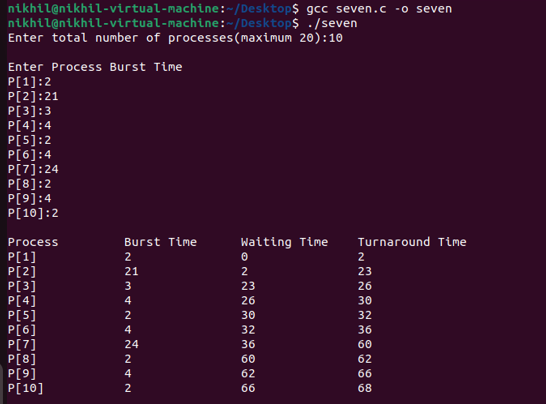 nikhil@nikhil-virtual-machine:~/Desktop$ gcc seven.c -o seven
nikhil@nikhil-virtual-machine:~/Desktop$ ./seven
Enter total number of processes(maximum 20):10

Enter Process Burst Time
P[1]:2
P[2]:21
P[3]:3
P[4]:4
P[5]:2
P[6]:4
P[7]:24
P[8]:2
P[9]:4
P[10]:2

Process Burst Time Waiting Time Turnaround Time
P[1] 2 0 2
P[2] 21 2 23
P[3] 3 23 26
P[4] 4 26 30
P[5] 2 30 32
P[6] 4 32 36
P[7] 24 36 60
P[8] 2 60 62
P[9] 4 62 66
P[10] 2 66 68